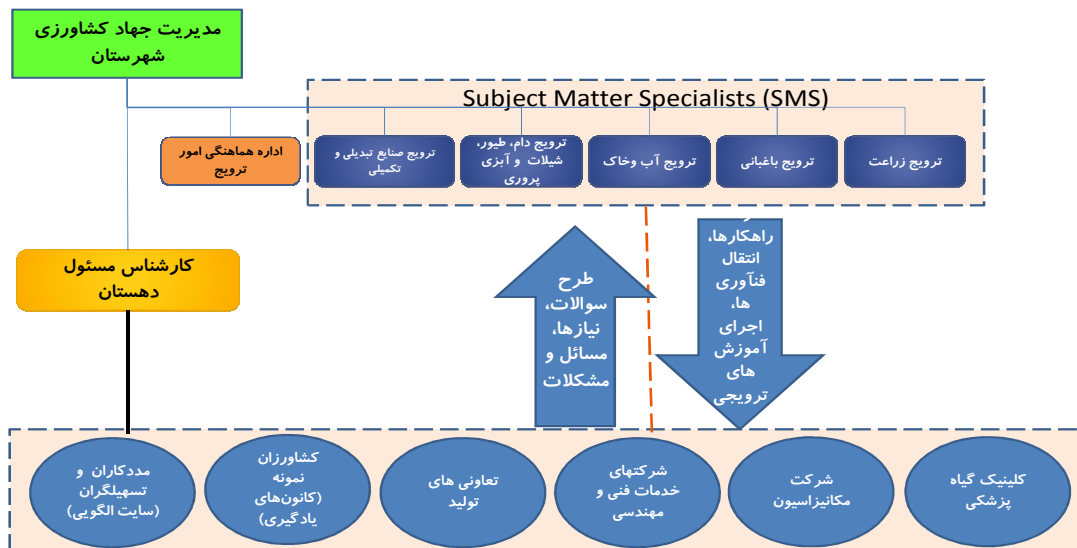 مدیریت جهاد کشاورزی
شهرستان
Subject Matter Specialists (SMS)
ترویج زراعت
ترویج باغبانی
ترویج آب وخاک
ترویج دام، طیور،
شیلات و آبزی
پروری
ترویج صنایع تبدیلی و
تکمیلی
اداره هماهنگی امور
ترویج
کارشناس مسئول
دهستان
راهکارها،
انتقال
فنآوری
ها،
اجرای
آموزش
های
ترویجی
طرح
سوالات،
نیازها،
مسائل و
مشکلات
کلینیک گیاه
پزشکی
شرکت
مکانیزاسیون
شرکتهای
خدمات فنی و
مهندسی
تعاونی های
تولید
کشاورزان
نمونه
(کانون‌های
یادگیری)
مددکاران و
تسهیلگران
(سایت الگویی)